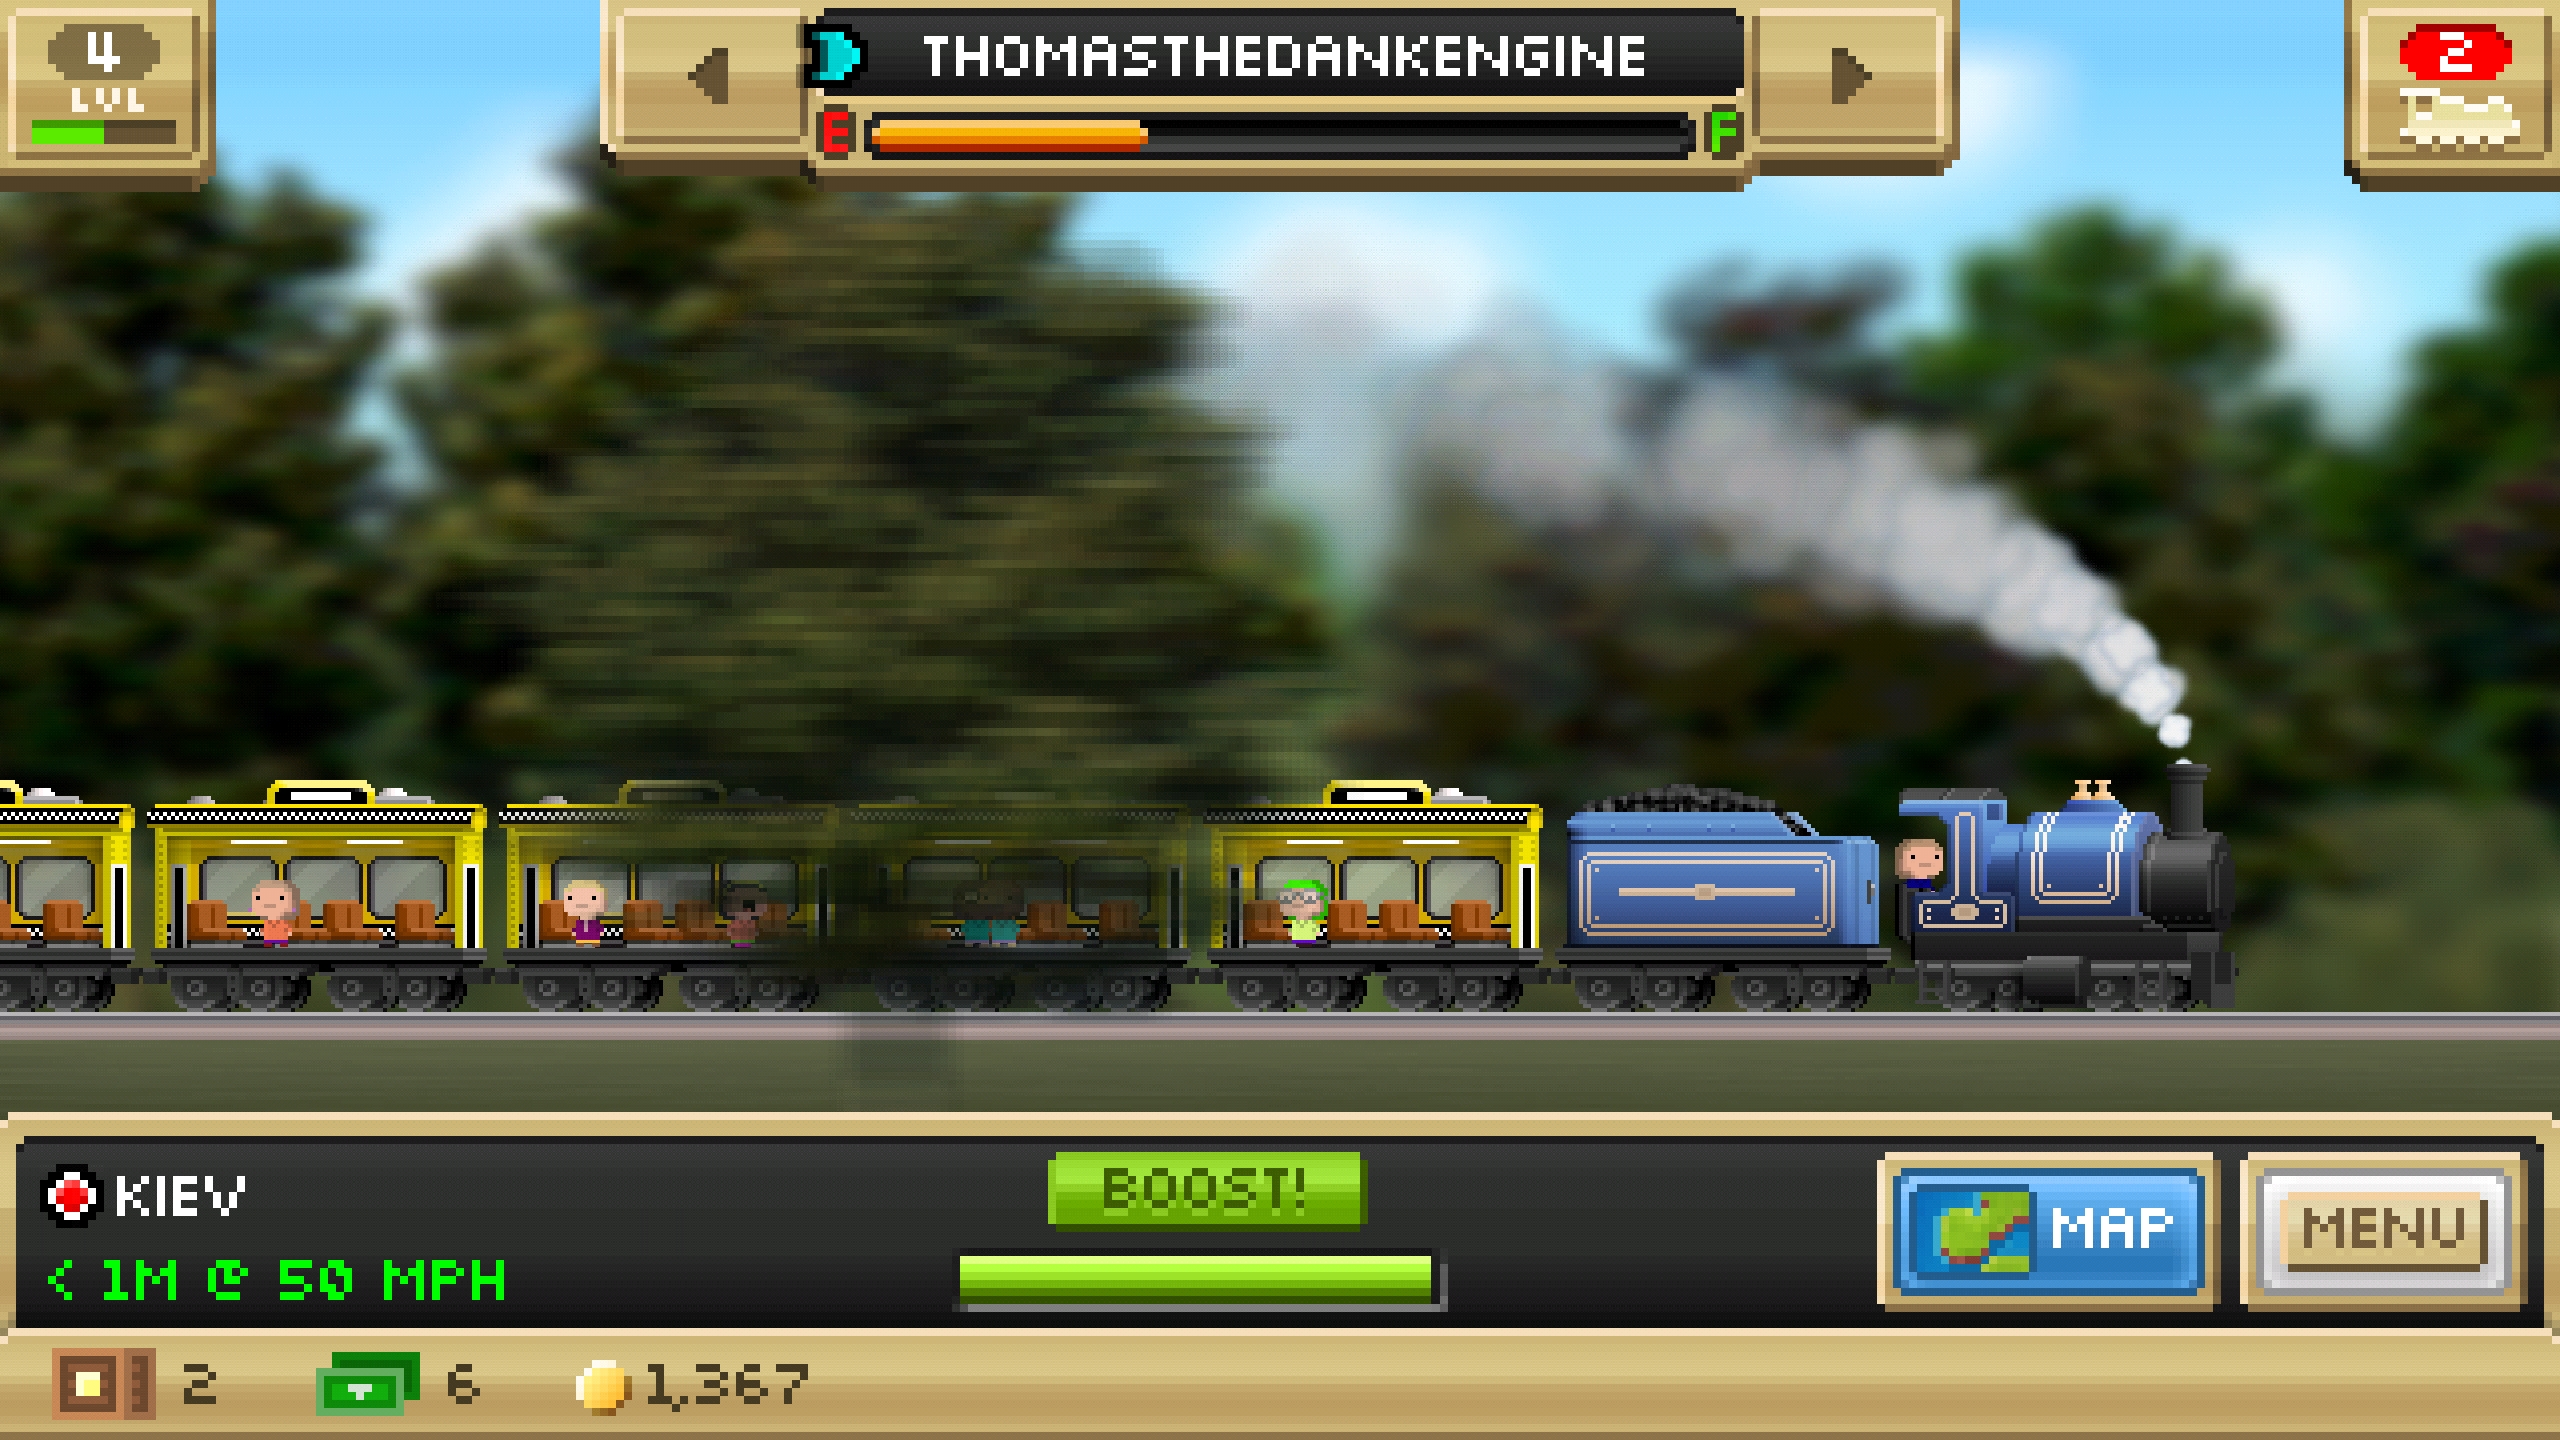 4
LVL
THOMASTHEDANKENGINE
E F
2
KIEV
< 1M @ 50 MPH
BOOST!
MAP
MENU
2 6 1,367